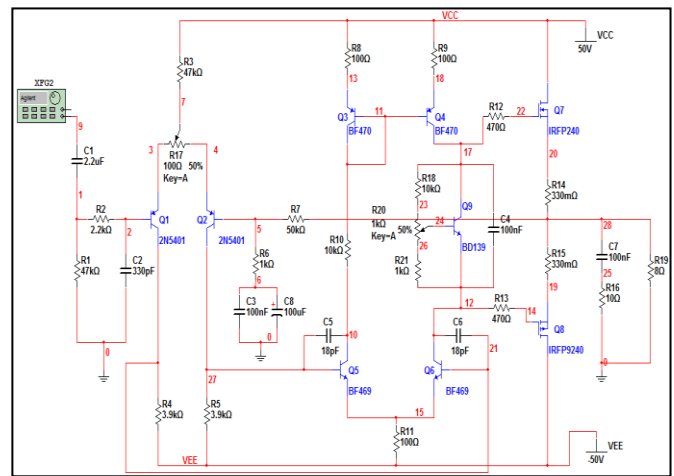 VCC
50V
R3
47kΩ
R8
100Ω
R9
100Ω
XFG2
Agilent
7
13
18
9
Q3
11
Q4
R12
22
Q7
BF470
BF470
470Ω
IRFP240
3
R17
4
17
20
C1
2.2uF
100Ω 50%
Key=A
R18
10kΩ
R14
330mΩ
1
23
Q9
R2
2.2kΩ
2
Q1
Q2
5
R7
50kΩ
R20
1kΩ
50%
Key=A
24
C4
100nF
28
2N5401
2N5401
26
BD139
C7
100nF
R19
8Ω
R1
47kΩ
C2
330pF
R6
1kΩ
R10
10kΩ
R21
1kΩ
R15
330mΩ
25
6
R16
10Ω
C3
100nF
C8
100uF
12
R13
470Ω
14
19
Q8
0
0
C5
18pF
10
C6
18pF
21
IRFP9240
0
27
Q5
Q6
BF469
BF469
R4
3.9kΩ
R5
3.9kΩ
15
R11
100Ω
VEE
VEE
-50V